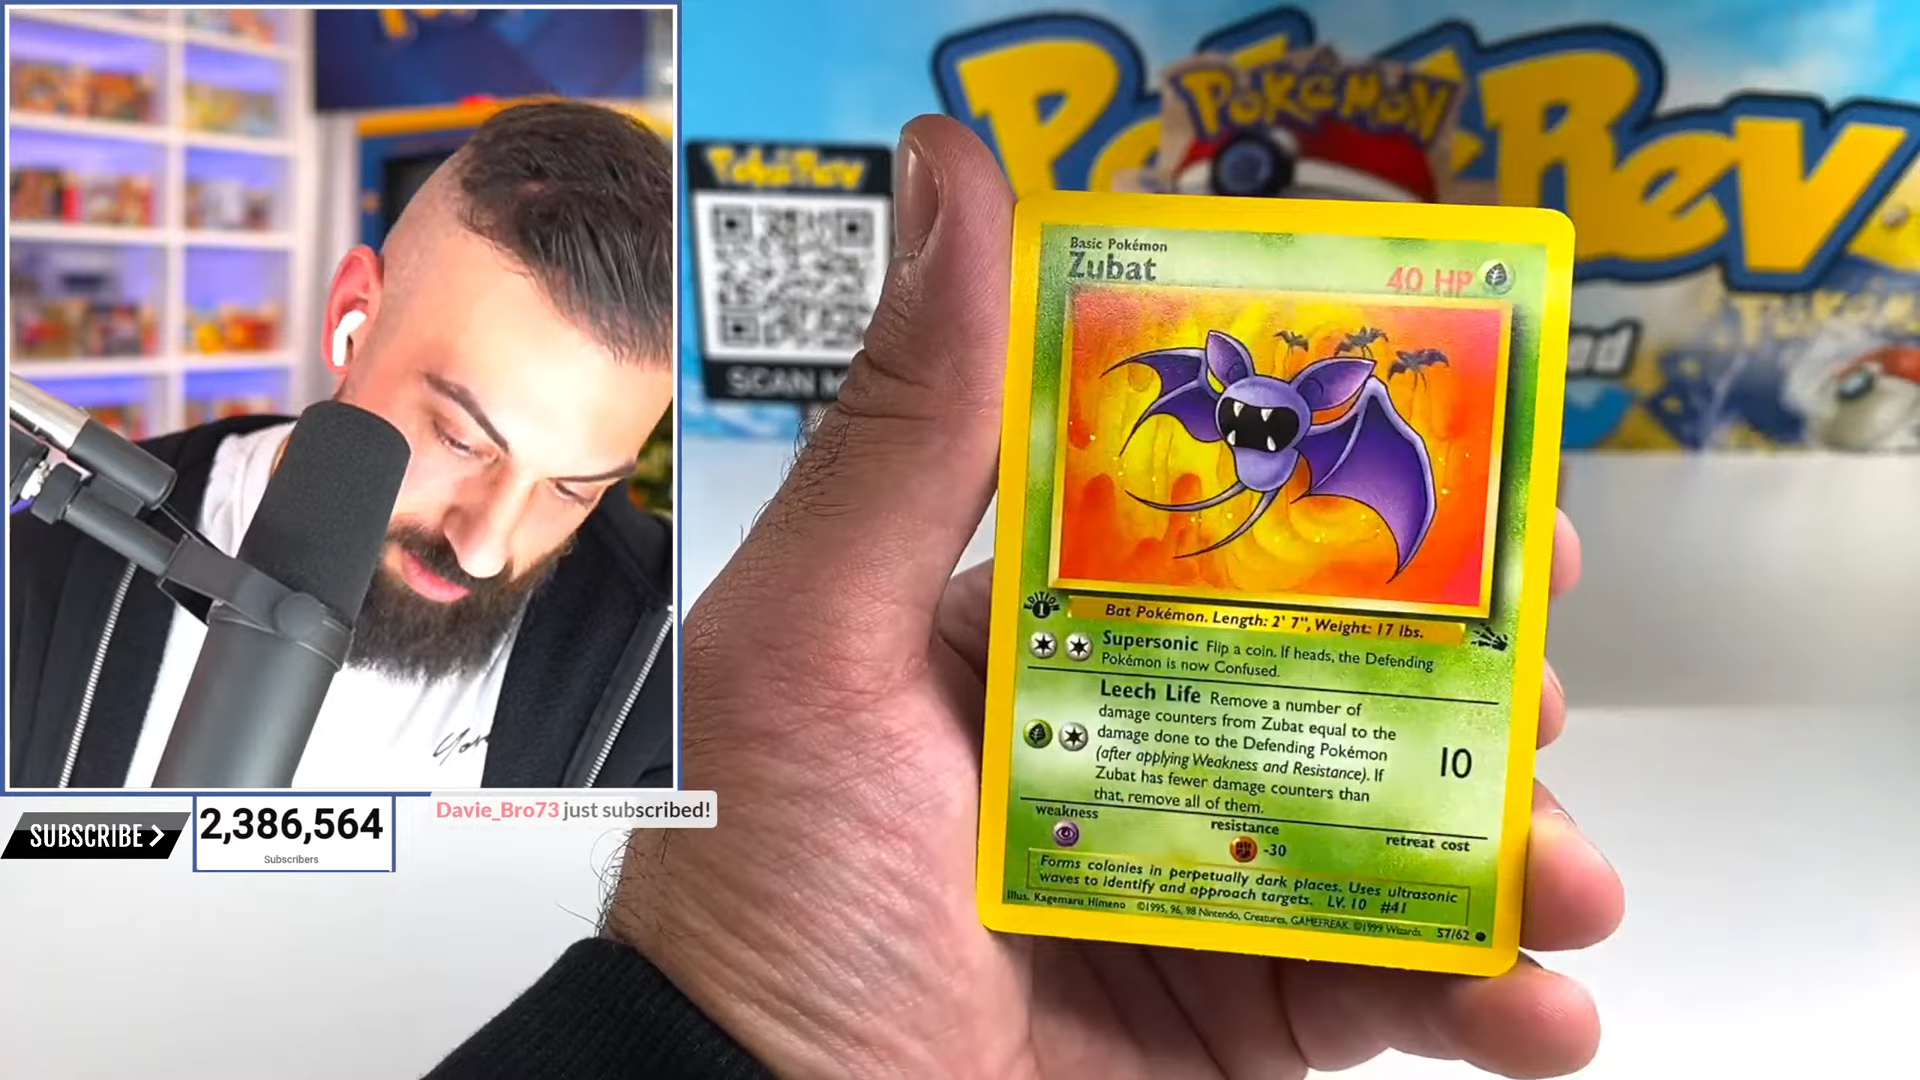 PokéRev
POKéMON
PokéRev
SCAN
Basic Pokémon
Zubat
40 HP
EDITION
1
Bat Pokémon. Length: 2' 7", Weight: 17 lbs.
Supersonic Flip a coin. If heads, the Defending
Pokémon is now Confused.
Leech Life Remove a number of
damage counters from Zubat equal to the
damage done to the Defending Pokémon
(after applying Weakness and Resistance). If
Zubat has fewer damage counters than
that, remove all of them.
10
weakness
resistance
-30
retreat cost
Forms colonies in perpetually dark places. Uses ultrasonic
waves to identify and approach targets. LV. 10 #41
Illus. Kagemaru Himeno ©1995, 96, 98 Nintendo, Creatures, GAMEFREAK. ©1999 Wizards. 57/62
SUBSCRIBE
2,386,564
Subscribers
Davie_Bro73 just subscribed!